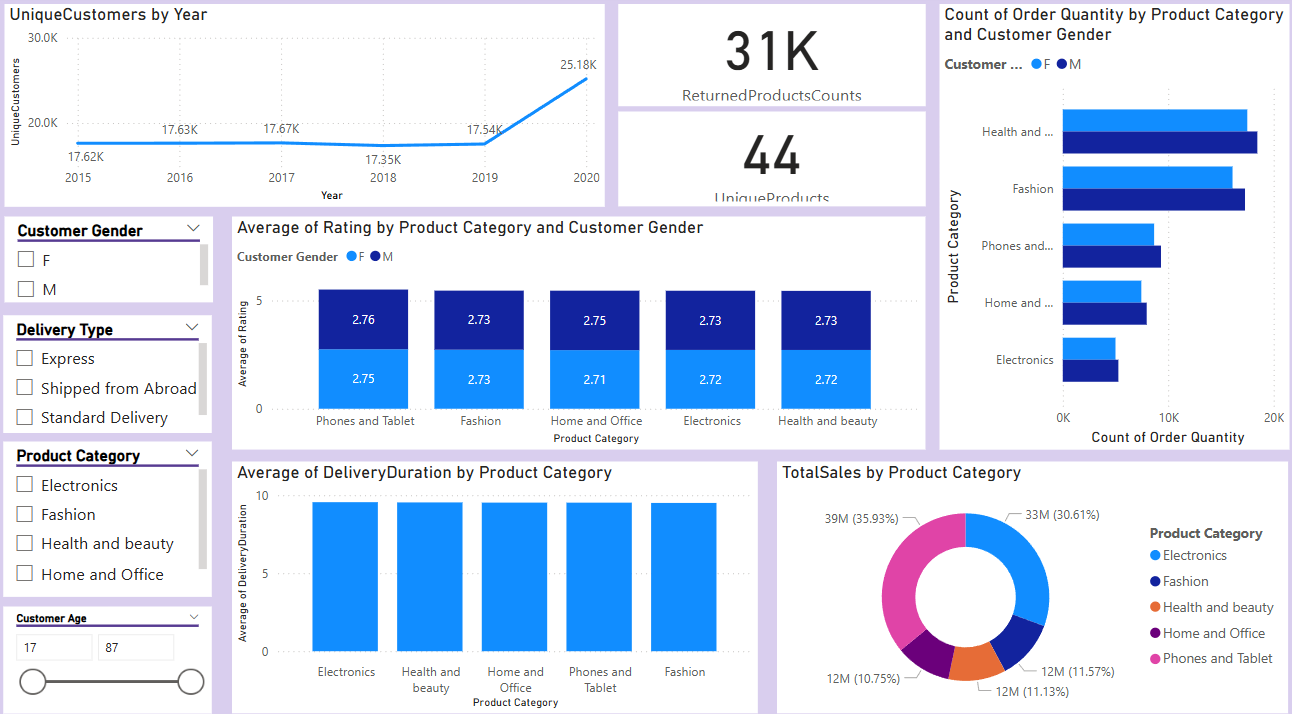 UniqueCustomers by Year
30.0K
20.0K
UniqueCustomers
17.62K
17.63K
17.67K
17.35K
17.54K
25.18K
2015 2016 2017 2018 2019 2020
Year
31K
ReturnedProductsCounts
44
UniqueProducts
Count of Order Quantity by Product Category
and Customer Gender
Customer ... F M
Product Category
Health and ...
Fashion
Phones and...
Home and ...
Electronics
0K 10K 20K
Count of Order Quantity
Customer Gender
F
M
Delivery Type
Express
Shipped from Abroad
Standard Delivery
Product Category
Electronics
Fashion
Health and beauty
Home and Office
Customer Age
17 87
Average of Rating by Product Category and Customer Gender
Customer Gender F M
Average of Rating
5
0
2.76 2.73 2.75 2.73 2.73
2.75 2.73 2.71 2.72 2.72
Phones and Tablet Fashion Home and Office Electronics Health and beauty
Product Category
Average of DeliveryDuration by Product Category
Average of DeliveryDuration
10
5
0
Electronics Health and beauty Home and Office Phones and Tablet Fashion
Product Category
TotalSales by Product Category
39M (35.93%)
33M (30.61%)
12M (11.57%)
12M (11.13%)
12M (10.75%)
Product Category
Electronics
Fashion
Health and beauty
Home and Office
Phones and Tablet